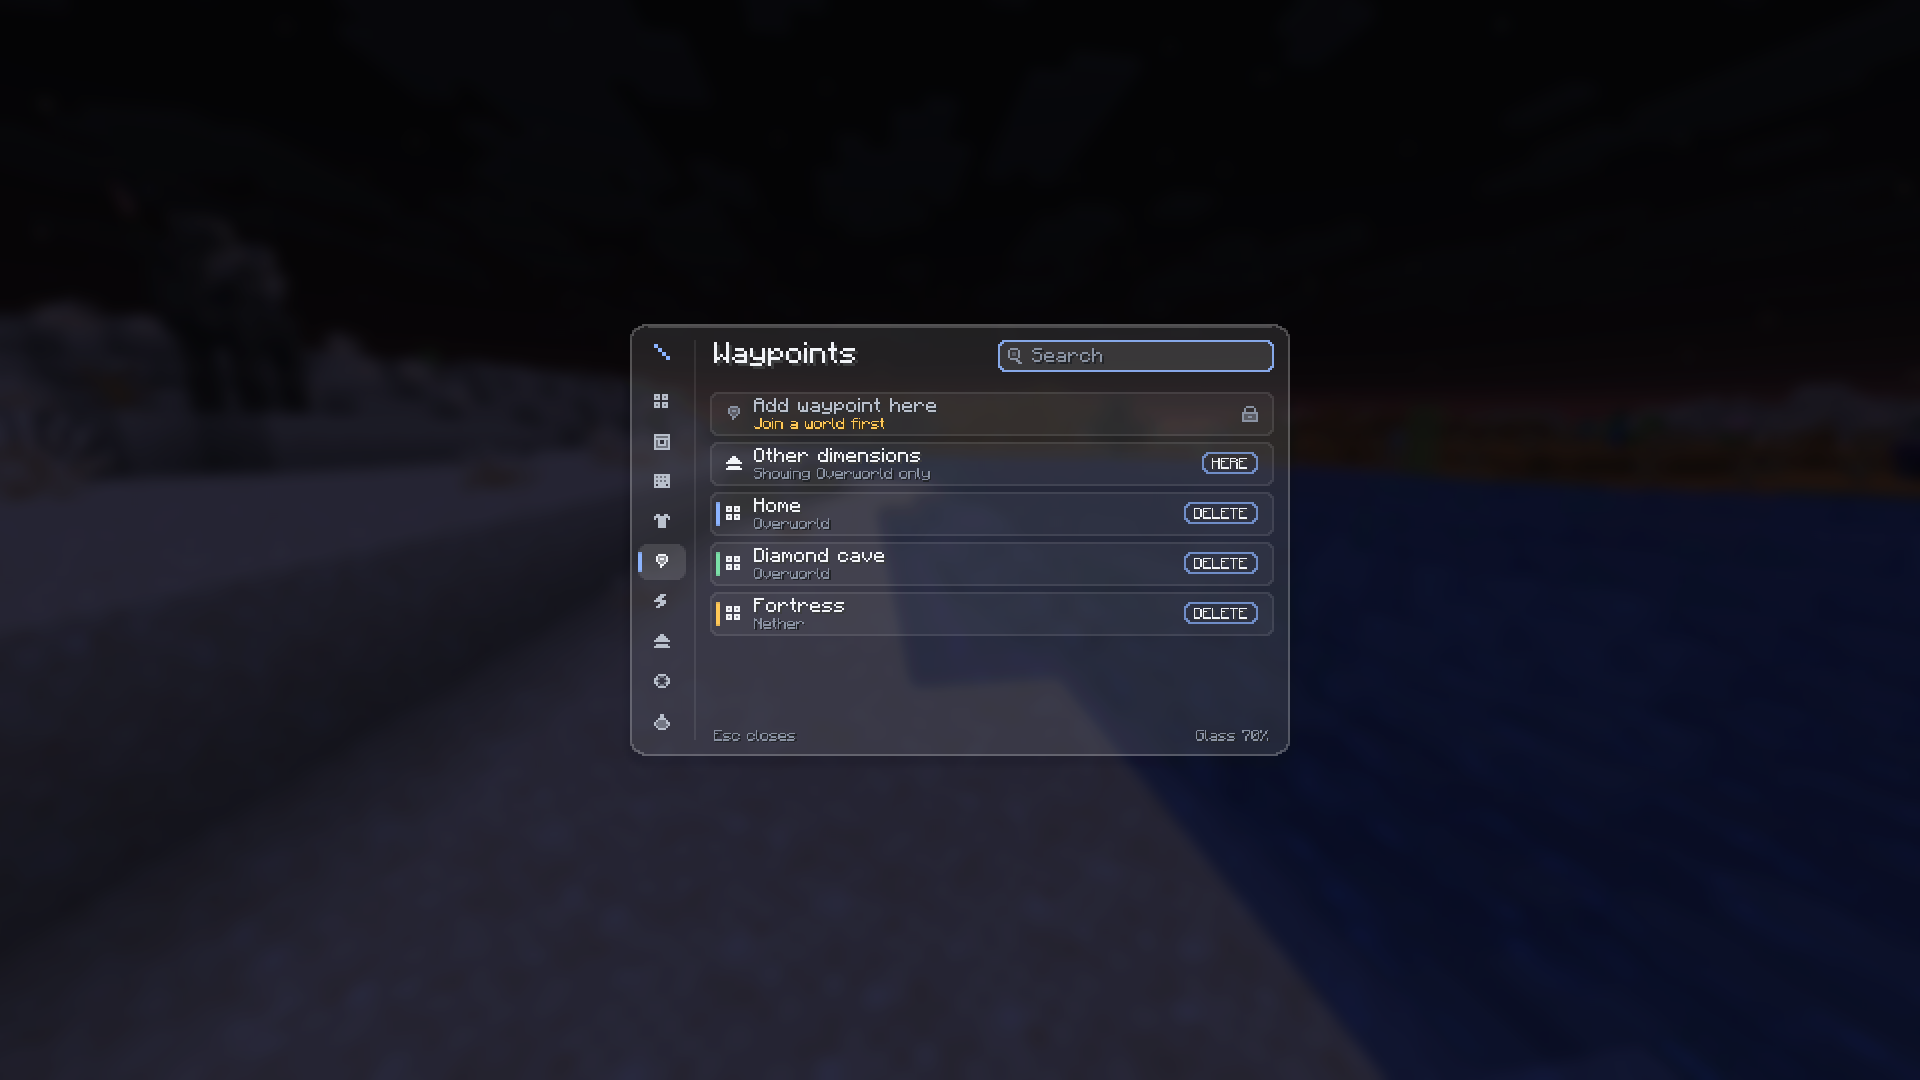 Waypoints
Search
Add waypoint here
Join a world first
Other dimensions
Showing Overworld only
HERE
Home
Overworld
DELETE
Diamond cave
Overworld
DELETE
Fortress
Nether
DELETE
Esc closes
Glass 70%